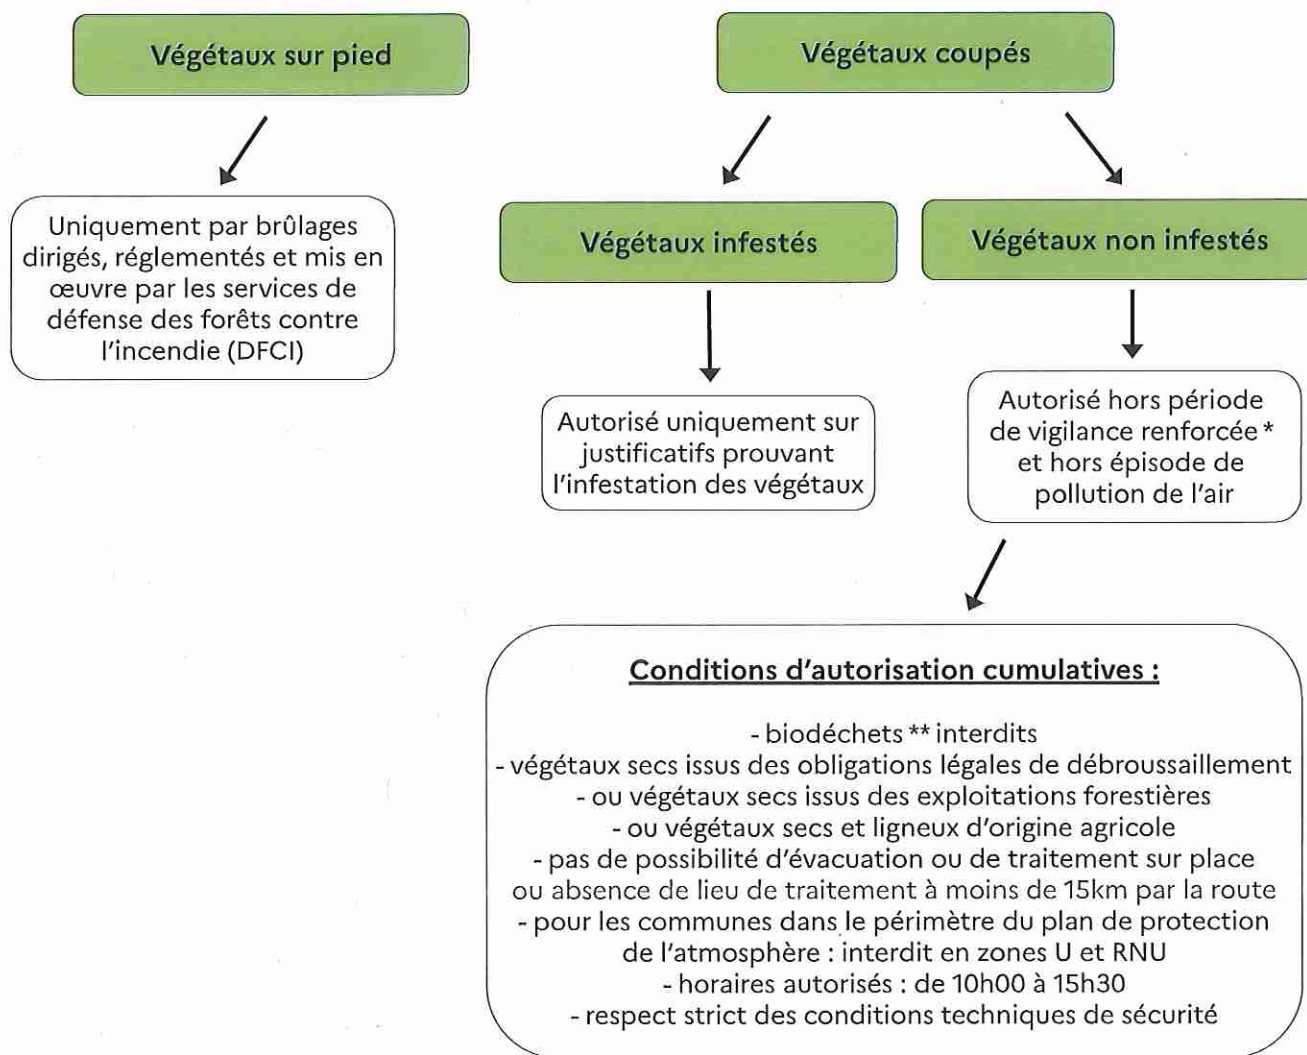 Végétaux sur pied
Végétaux coupés
Uniquement par brûlages
dirigés, réglementés et mis en
œuvre par les services de
défense des forêts contre
l'incendie (DFCI)
Végétaux infestés
Végétaux non infestés
Autorisé uniquement sur
justificatifs prouvant
l'infestation des végétaux
Autorisé hors période
de vigilance renforcée *
et hors épisode de
pollution de l'air
Conditions d'autorisation cumulatives :
- biodéchets ** interdits
- végétaux secs issus des obligations légales de débroussaillement
- ou végétaux secs issus des exploitations forestières
- ou végétaux secs et ligneux d'origine agricole
- pas de possibilité d'évacuation ou de traitement sur place
ou absence de lieu de traitement à moins de 15km par la route
- pour les communes dans le périmètre du plan de protection
de l'atmosphère : interdit en zones U et RNU
- horaires autorisés : de 10h00 à 15h30
- respect strict des conditions techniques de sécurité